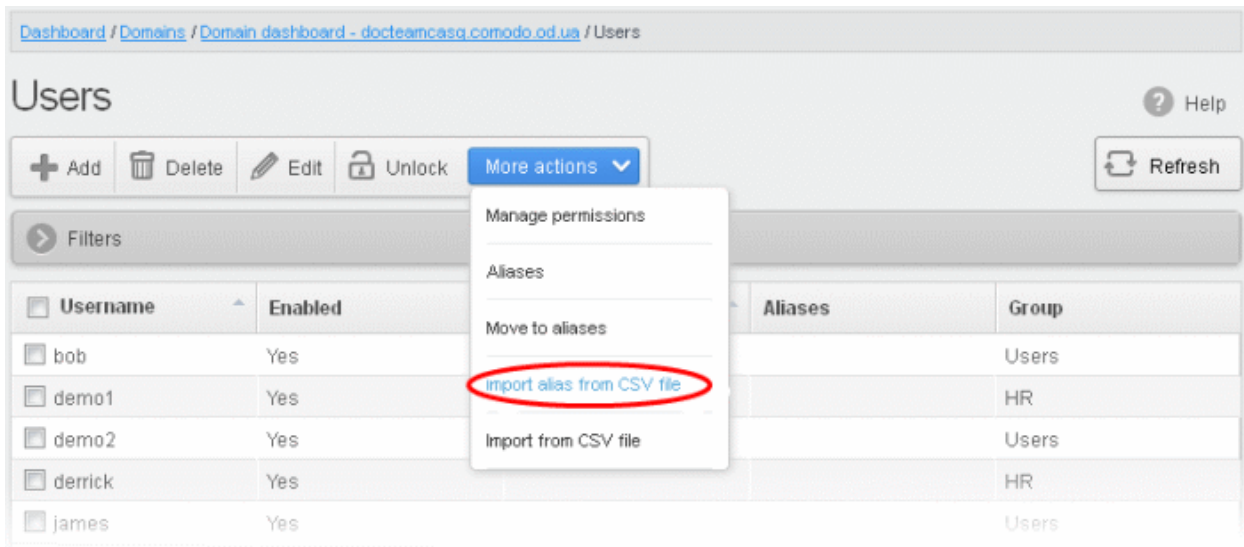 Dashboard / Domains / Domain dashboard - docteamcasg.comodo.od.ua / Users
Users
Help
Add Delete Edit Unlock More actions Refresh
Manage permissions
Filters
Aliases
Username Enabled Aliases Group
Move to aliases
bob Yes Users
Import alias from CSV file
demo1 Yes HR
demo2 Yes Import from CSV file Users
derrick Yes HR
james Yes Users